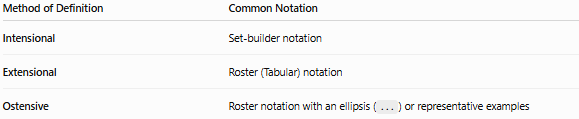 Method of Definition Common Notation
Intensional Set-builder notation
Extensional Roster (Tabular) notation
Ostensive Roster notation with an ellipsis ( ... ) or representative examples